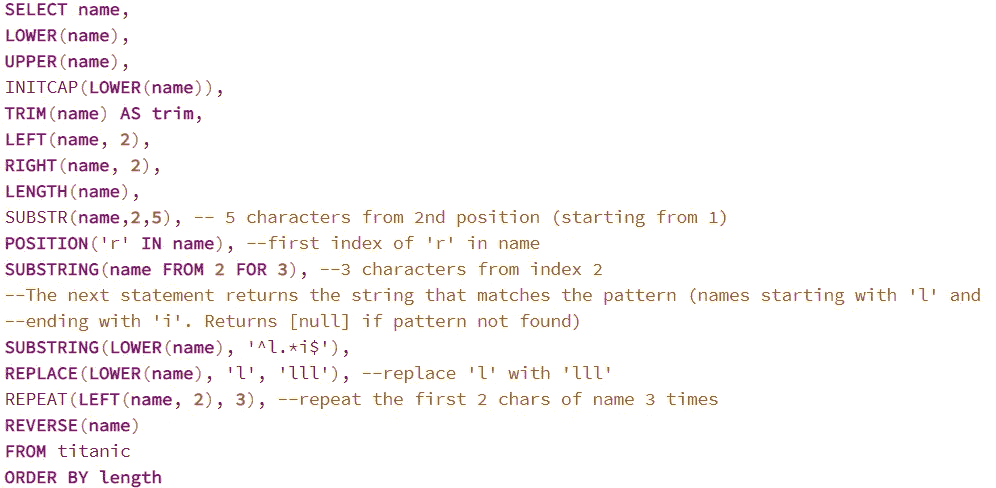 SELECT name,
LOWER(name),
UPPER(name),
INITCAP(LOWER(name)),
TRIM(name) AS trim,
LEFT(name, 2),
RIGHT(name, 2),
LENGTH(name),
SUBSTR(name,2,5), -- 5 characters from 2nd position (starting from 1)
POSITION('r' IN name), --first index of 'r' in name
SUBSTRING(name FROM 2 FOR 3), --3 characters from index 2
--The next statement returns the string that matches the pattern (names starting with 'l' and
--ending with 'i'. Returns [null] if pattern not found)
SUBSTRING(LOWER(name), '^l.*i$'),
REPLACE(LOWER(name), 'l', 'lll'), --replace 'l' with 'lll'
REPEAT(LEFT(name, 2), 3), --repeat the first 2 chars of name 3 times
REVERSE(name)
FROM titanic
ORDER BY length